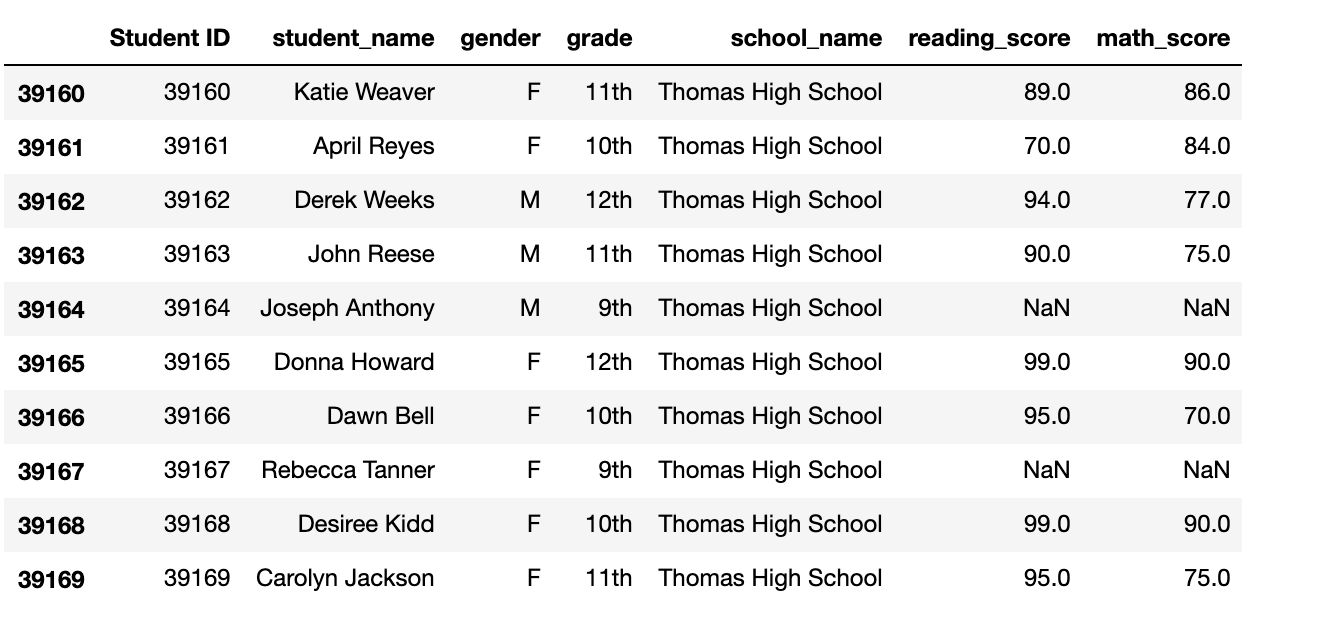 Student ID student_name gender grade school_name reading_score math_score
39160 39160 Katie Weaver F 11th Thomas High School 89.0 86.0
39161 39161 April Reyes F 10th Thomas High School 70.0 84.0
39162 39162 Derek Weeks M 12th Thomas High School 94.0 77.0
39163 39163 John Reese M 11th Thomas High School 90.0 75.0
39164 39164 Joseph Anthony M 9th Thomas High School NaN NaN
39165 39165 Donna Howard F 12th Thomas High School 99.0 90.0
39166 39166 Dawn Bell F 10th Thomas High School 95.0 70.0
39167 39167 Rebecca Tanner F 9th Thomas High School NaN NaN
39168 39168 Desiree Kidd F 10th Thomas High School 99.0 90.0
39169 39169 Carolyn Jackson F 11th Thomas High School 95.0 75.0